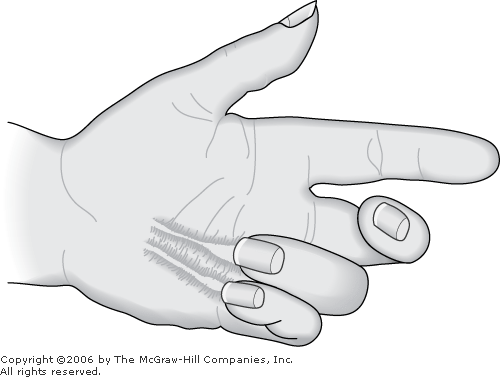 Copyright ©2006 by The McGraw-Hill Companies, Inc.
All rights reserved.